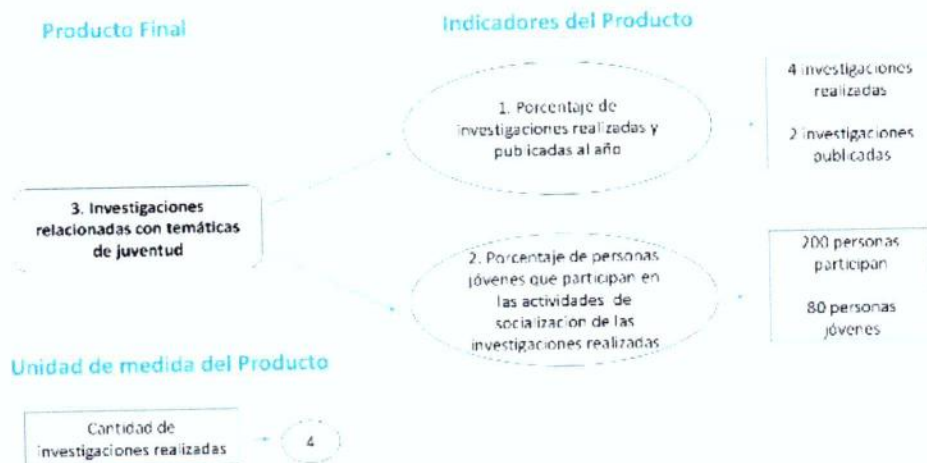 Producto Final
Indicadores del Producto
1. Porcentaje de
investigaciones realizadas y
publicadas al año
4 investigaciones
realizadas
2 investigaciones
publicadas
3. Investigaciones
relacionadas con temáticas
de juventud
2. Porcentaje de personas
jóvenes que participan en
las actividades de
socialización de las
investigaciones realizadas
200 personas
participan
80 personas
jóvenes
Unidad de medida del Producto
Cantidad de
investigaciones realizadas
4